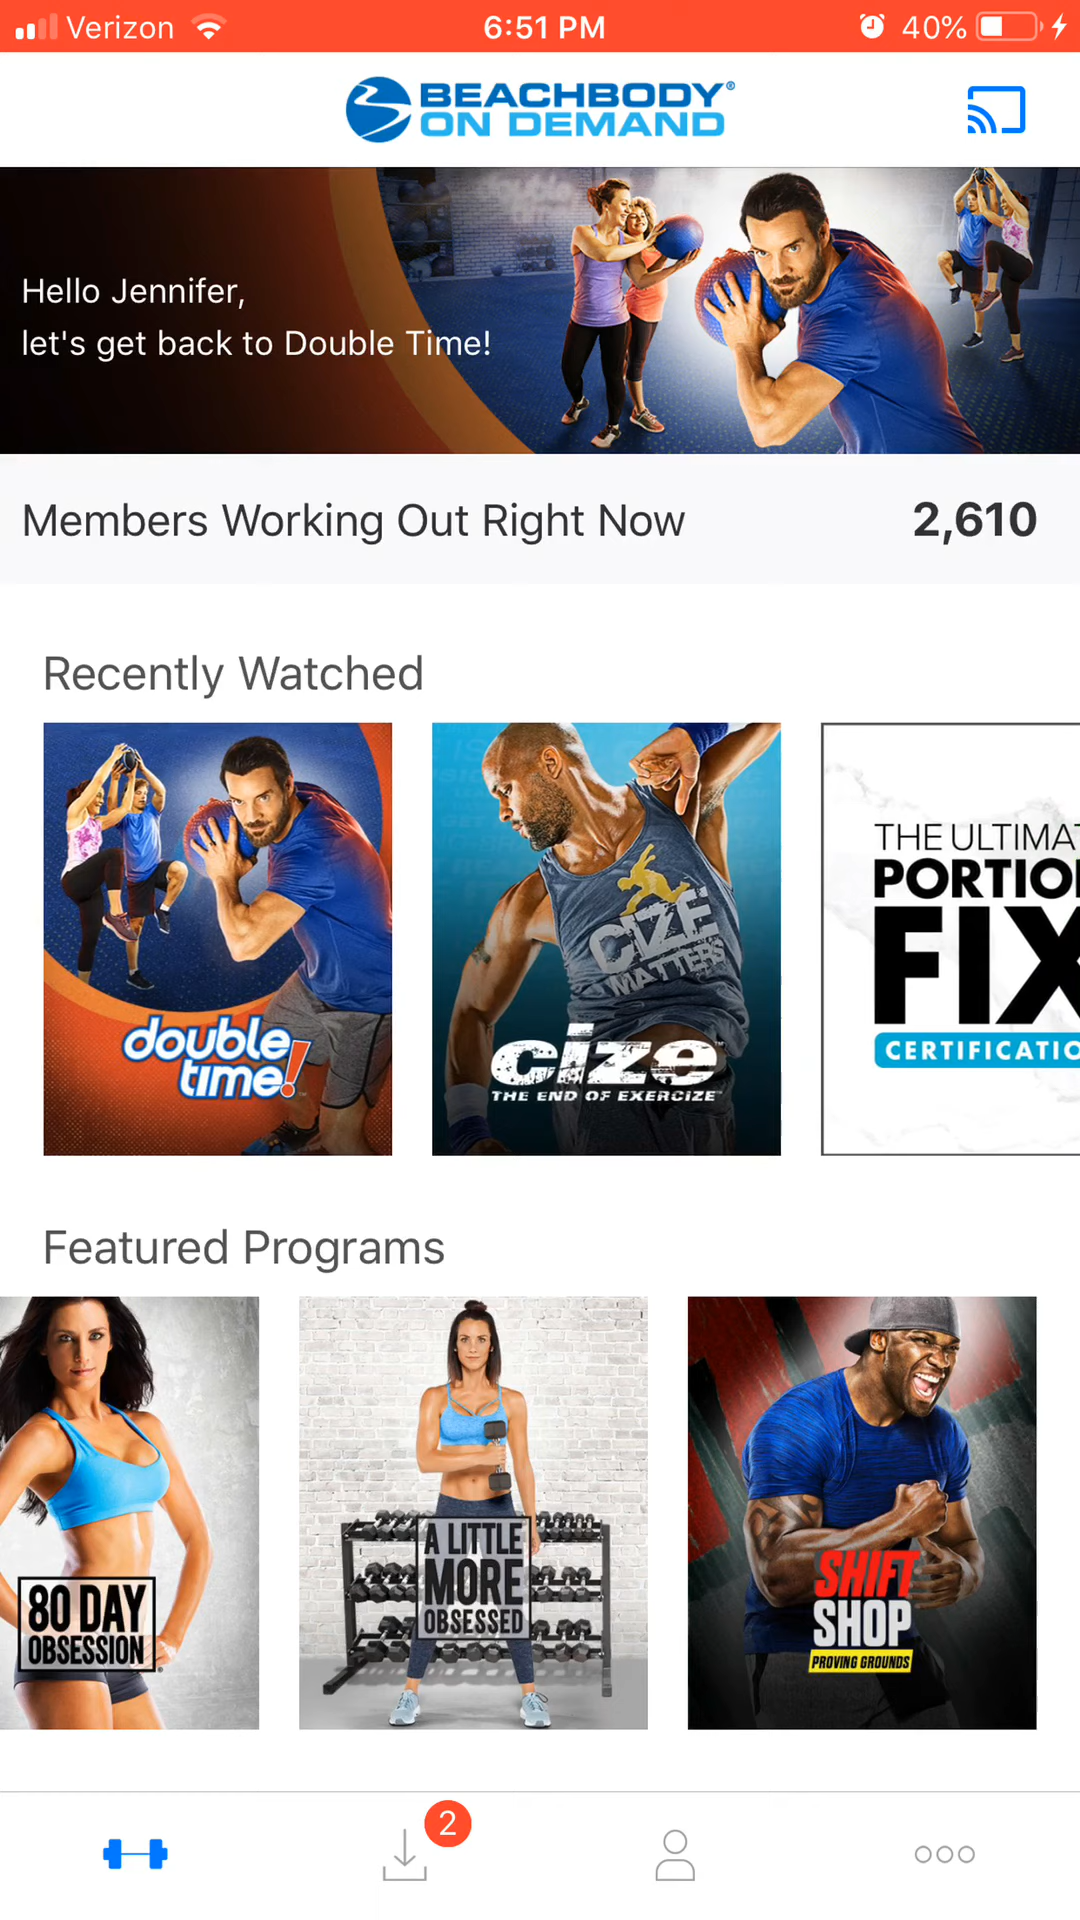 Verizon
6:51 PM
40%
BEACHBODY®
ON DEMAND
Hello Jennifer,
let's get back to Double Time!
Members Working Out Right Now
2,610
Recently Watched
double
time!
CIZE
MATTERS
cize™
THE END OF EXERCIZE™
THE ULTIMAT
PORTIO
FIX
CERTIFICATIO
Featured Programs
80 DAY
OBSESSION®
A LITTLE
MORE
OBSESSED
SHIFT
SHOP
PROVING GROUNDS
2